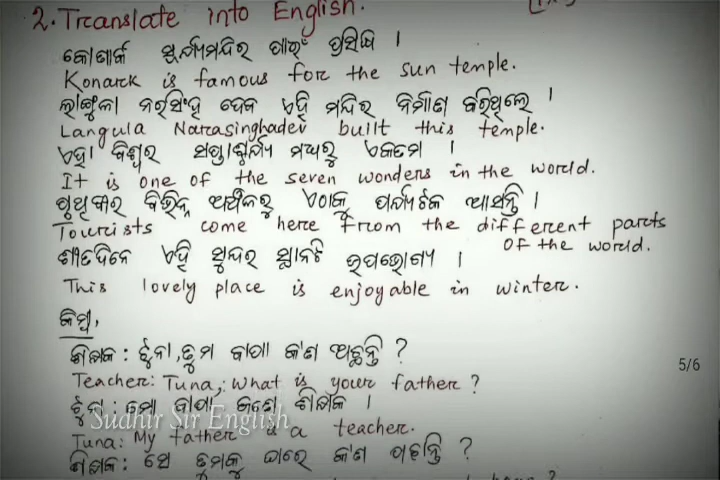 2. Translate into English.
କୋଣାର୍କ ସୂର୍ଯ୍ୟମନ୍ଦିର ପାଇଁ ପ୍ରସିଦ୍ଧ ।
Konark is famous for the sun temple.
ଲାଙ୍ଗୁଳା ନରସିଂହ ଦେବ ଏହି ମନ୍ଦିର ନିର୍ମାଣ କରିଥିଲେ ।
Langula Narasinghadev built this temple.
ଏହା ବିଶ୍ୱର ସପ୍ତାଶ୍ଚର୍ଯ୍ୟ ମଧ୍ୟରୁ ଏକତମ ।
It is one of the seven wonders in the world.
ପୃଥିବୀର ବିଭିନ୍ନ ଅଞ୍ଚଳରୁ ଏଠାକୁ ପର୍ଯ୍ୟଟକ ଆସନ୍ତି ।
Tourists come here from the different parts
of the world.
ଶୀତଦିନେ ଏହି ସୁନ୍ଦର ସ୍ଥାନଟି ଉପଭୋଗ୍ୟ ।
This lovely place is enjoyable in winter.
କିମ୍ବା,
ଶିକ୍ଷକ : ଟୁନା, ତୁମ ବାପା କ'ଣ ଅଛନ୍ତି ?
Teacher: Tuna, what is your father?
5/6
ଟୁନା : ମୋ ବାପା ଜଣେ ଶିକ୍ଷକ ।
Sudhir Sir English
Tuna: My father is a teacher.
ଶିକ୍ଷକ : ସେ ତୁମକୁ ଘରେ କ'ଣ ପଢ଼ାନ୍ତି ?